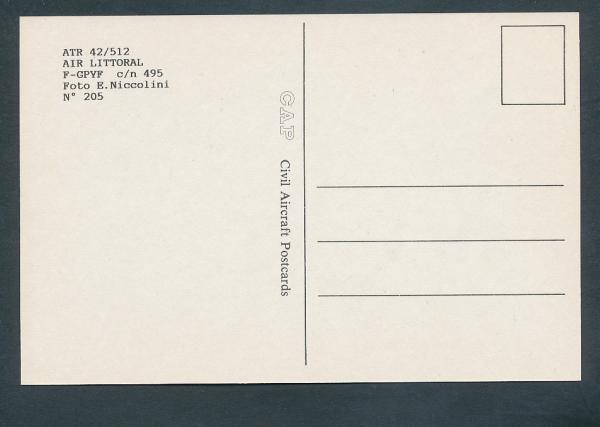 ATR 42/512
AIR LITTORAL
F-GPYF c/n 495
Foto E.Niccolini
N° 205
CAP Civil Aircraft Postcards